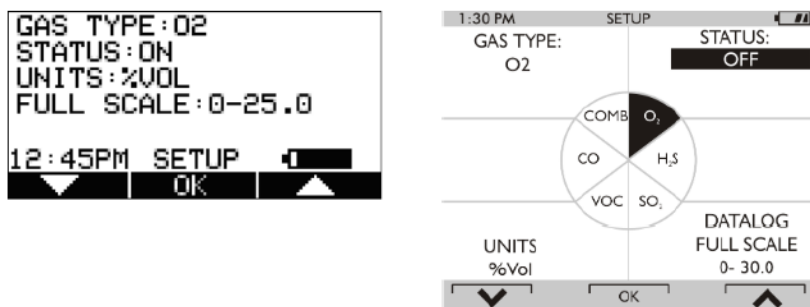 GAS TYPE:O2
STATUS:ON
UNITS:%VOL
FULL SCALE:0-25.0
12:45PM SETUP
OK
1:30 PM SETUP
GAS TYPE:
O2
STATUS:
OFF
COMB O₂
CO H₂S
VOC SO₂
UNITS
%Vol
DATALOG
FULL SCALE
0- 30.0
OK